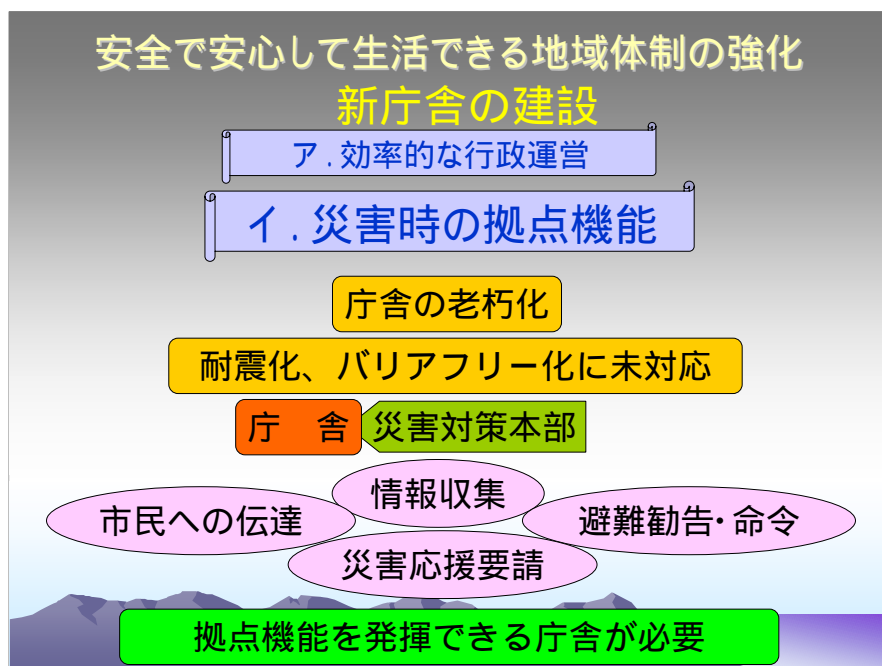 安全で安心して生活できる地域体制の強化
新庁舎の建設
ア．効率的な行政運営
イ．災害時の拠点機能
庁舎の老朽化
耐震化、バリアフリー化に未対応
庁　舎
災害対策本部
情報収集
市民への伝達
避難勧告・命令
災害応援要請
拠点機能を発揮できる庁舎が必要